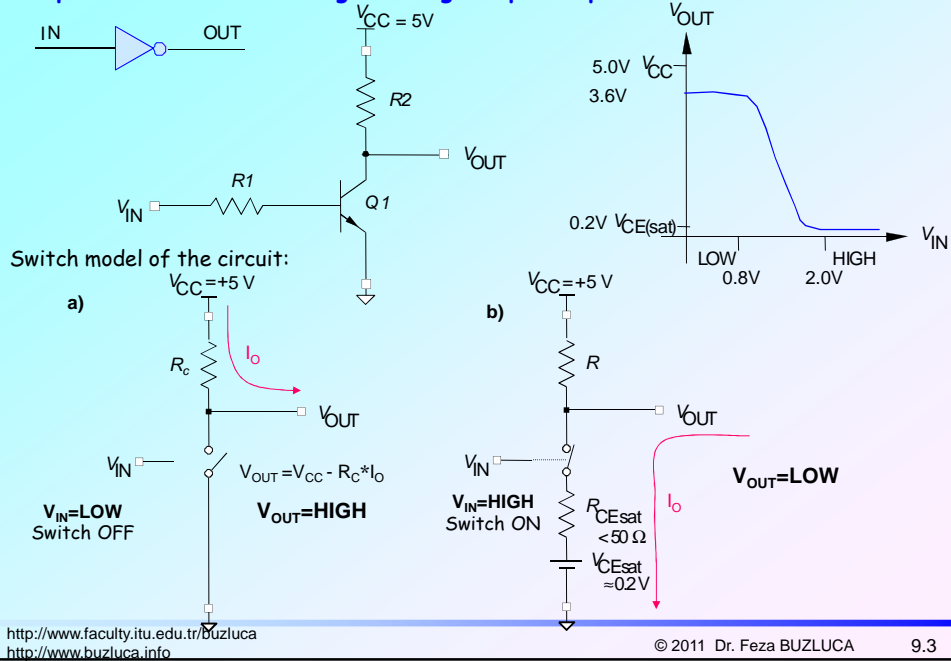 IN
OUT
VCC = 5V
R2
VOUT
R1
VIN
Q1
VOUT
5.0V VCC
3.6V
0.2V VCE(sat)
VIN
LOW
HIGH
0.8V
2.0V
Switch model of the circuit:
a)
VCC=+5 V
Rc
IO
VOUT
VIN
VOUT=VCC - RC*IO
VIN=LOW
Switch OFF
VOUT=HIGH
b)
VCC=+5 V
R
VOUT
VIN
VIN=HIGH
Switch ON
RCEsat
<50 Ω
VCEsat
≈0.2V
IO
VOUT=LOW
http://www.faculty.itu.edu.tr/buzluca
http://www.buzluca.info
© 2011 Dr. Feza BUZLUCA
9.3